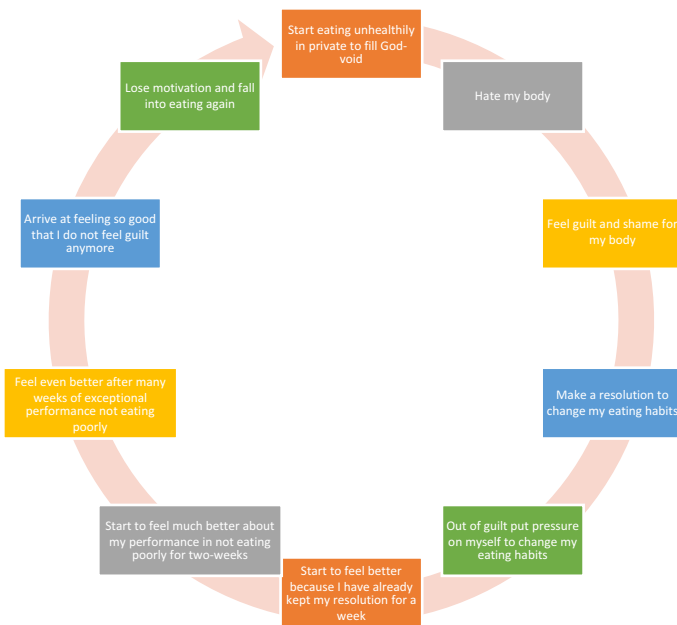 Start eating unhealthily
in private to fill God-
void
Hate my body
Feel guilt and shame for
my body
Make a resolution to
change my eating habits
Out of guilt put pressure
on myself to change my
eating habits
Start to feel better
because I have already
kept my resolution for a
week
Start to feel much better about
my performance in not eating
poorly for two-weeks
Feel even better after many
weeks of exceptional
performance not eating
poorly
Arrive at feeling so good
that I do not feel guilt
anymore
Lose motivation and fall
into eating again